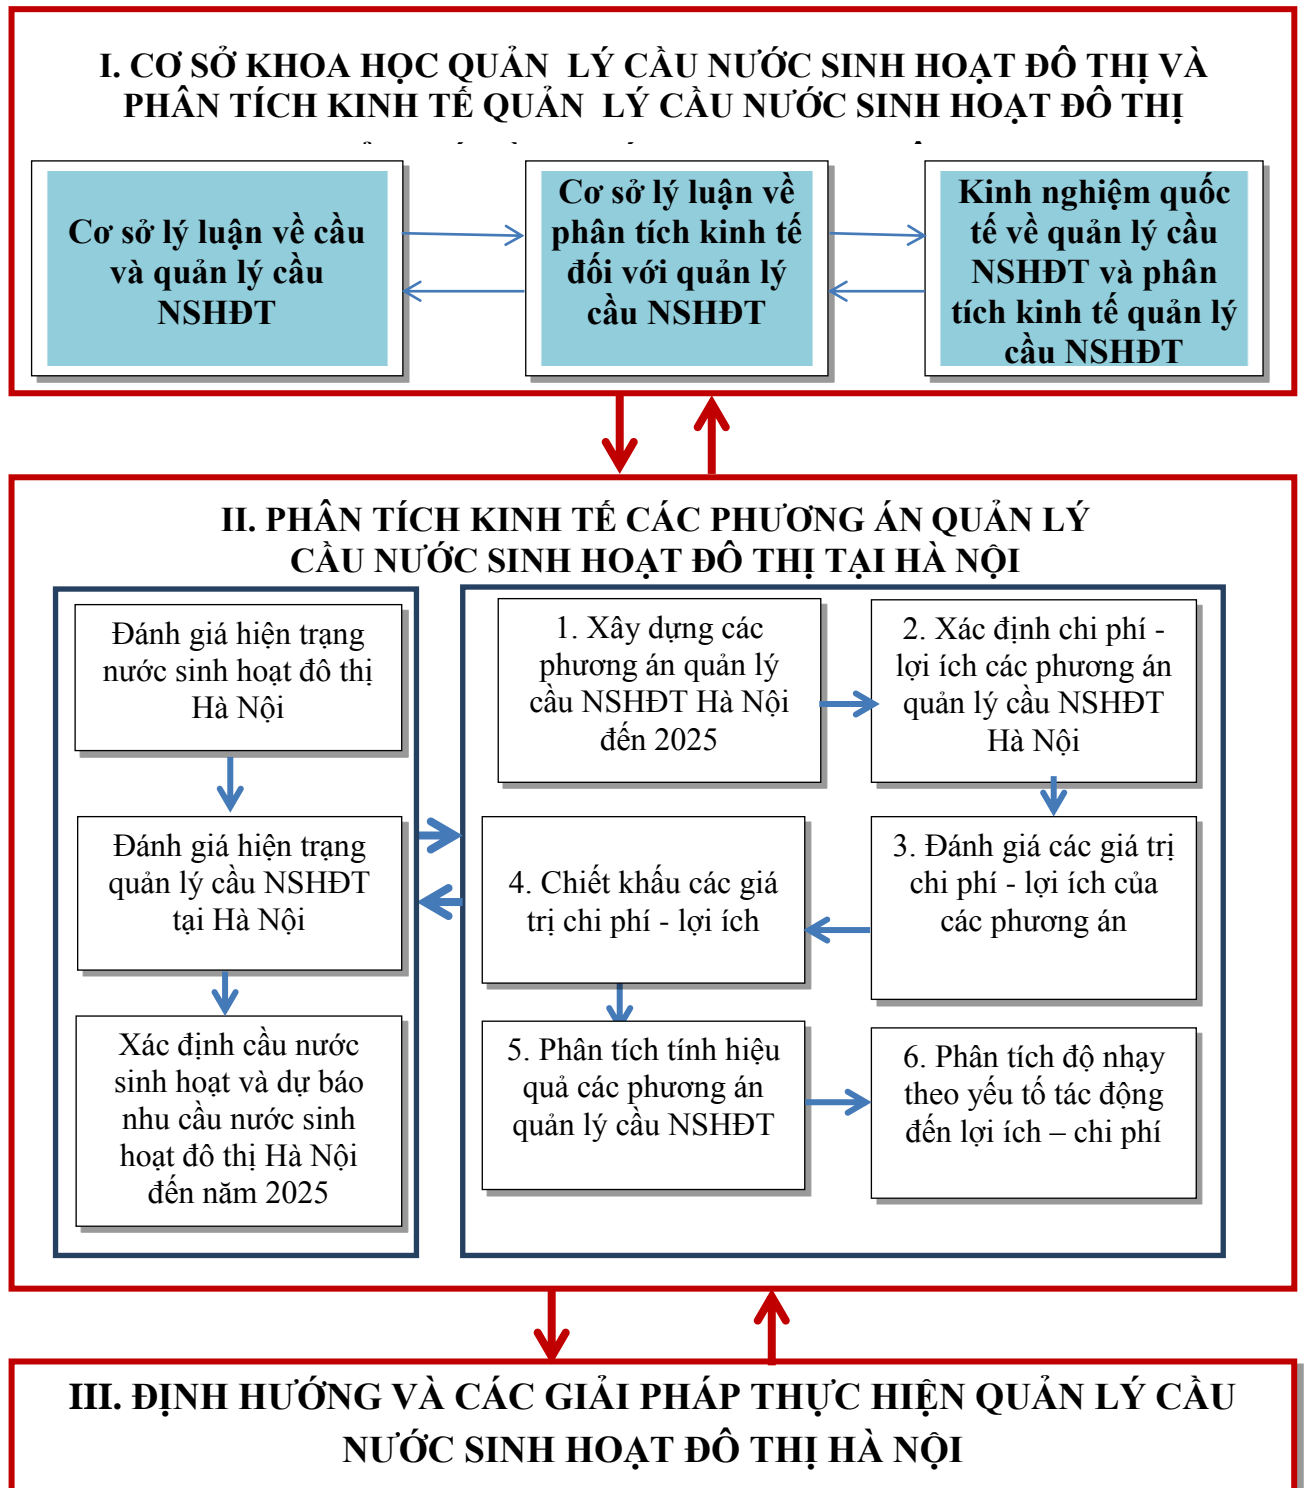 I. CƠ SỞ KHOA HỌC QUẢN LÝ CẦU NƯỚC SINH HOẠT ĐÔ THỊ VÀ
PHÂN TÍCH KINH TẾ QUẢN LÝ CẦU NƯỚC SINH HOẠT ĐÔ THỊ
Cơ sở lý luận về cầu
và quản lý cầu
NSHĐT
Cơ sở lý luận về
phân tích kinh tế
đối với quản lý
cầu NSHĐT
Kinh nghiệm quốc
tế về quản lý cầu
NSHĐT và phân
tích kinh tế quản lý
cầu NSHĐT
II. PHÂN TÍCH KINH TẾ CÁC PHƯƠNG ÁN QUẢN LÝ
CẦU NƯỚC SINH HOẠT ĐÔ THỊ TẠI HÀ NỘI
Đánh giá hiện trạng
nước sinh hoạt đô thị
Hà Nội
Đánh giá hiện trạng
quản lý cầu NSHĐT
tại Hà Nội
Xác định cầu nước
sinh hoạt và dự báo
nhu cầu nước sinh
hoạt đô thị Hà Nội
đến năm 2025
1. Xây dựng các
phương án quản lý
cầu NSHĐT Hà Nội
đến 2025
2. Xác định chi phí -
lợi ích các phương án
quản lý cầu NSHĐT
Hà Nội
3. Đánh giá các giá trị
chi phí - lợi ích của
các phương án
4. Chiết khấu các giá
trị chi phí - lợi ích
5. Phân tích tính hiệu
quả các phương án
quản lý cầu NSHĐT
6. Phân tích độ nhạy
theo yếu tố tác động
đến lợi ích – chi phí
III. ĐỊNH HƯỚNG VÀ CÁC GIẢI PHÁP THỰC HIỆN QUẢN LÝ CẦU
NƯỚC SINH HOẠT ĐÔ THỊ HÀ NỘI